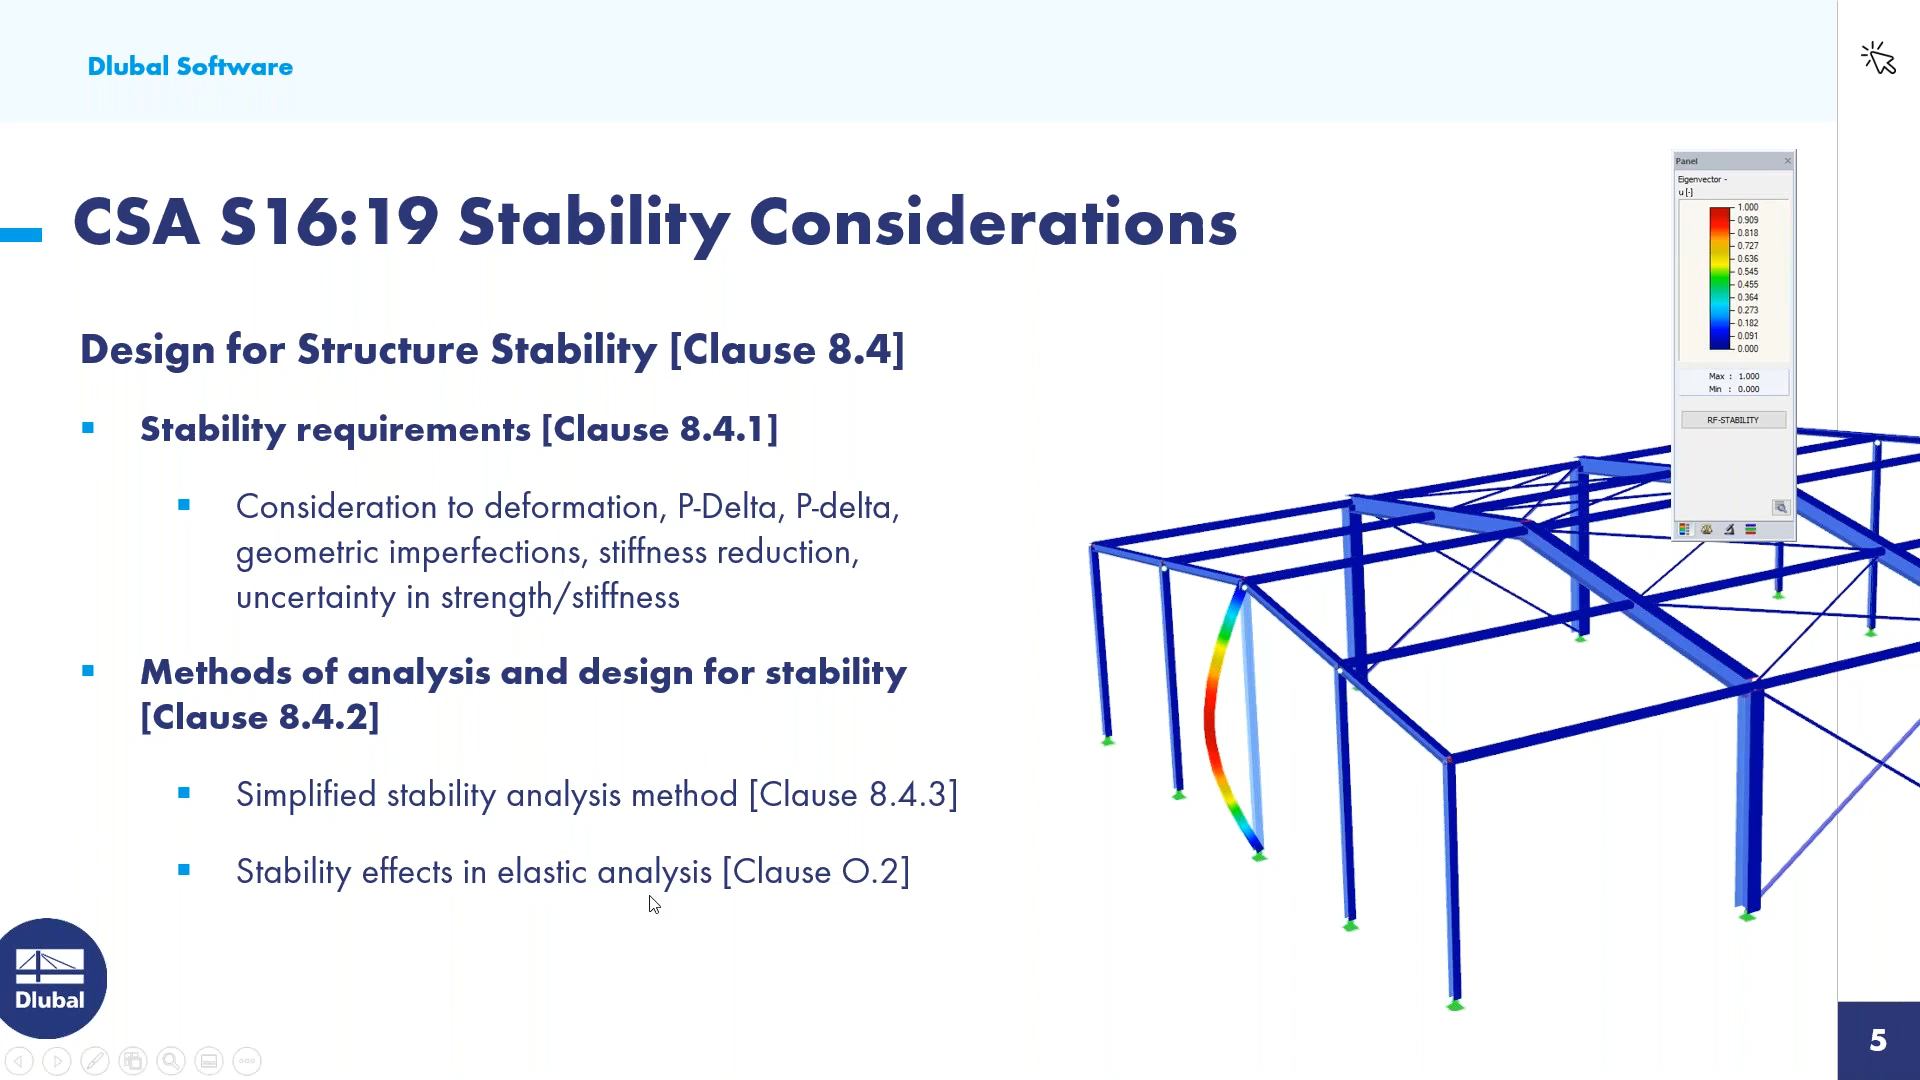 Dlubal Software
CSA S16:19 Stability Considerations
Design for Structure Stability [Clause 8.4]
Stability requirements [Clause 8.4.1]
Consideration to deformation, P-Delta, P-delta,
geometric imperfections, stiffness reduction,
uncertainty in strength/stiffness
Methods of analysis and design for stability
[Clause 8.4.2]
Simplified stability analysis method [Clause 8.4.3]
Stability effects in elastic analysis [Clause O.2]
Panel
Eigenvector -
u [-]
1.000
0.909
0.818
0.727
0.636
0.545
0.455
0.364
0.273
0.182
0.091
0.000
Max : 1.000
Min : 0.000
RF-STABILITY
Dlubal
5